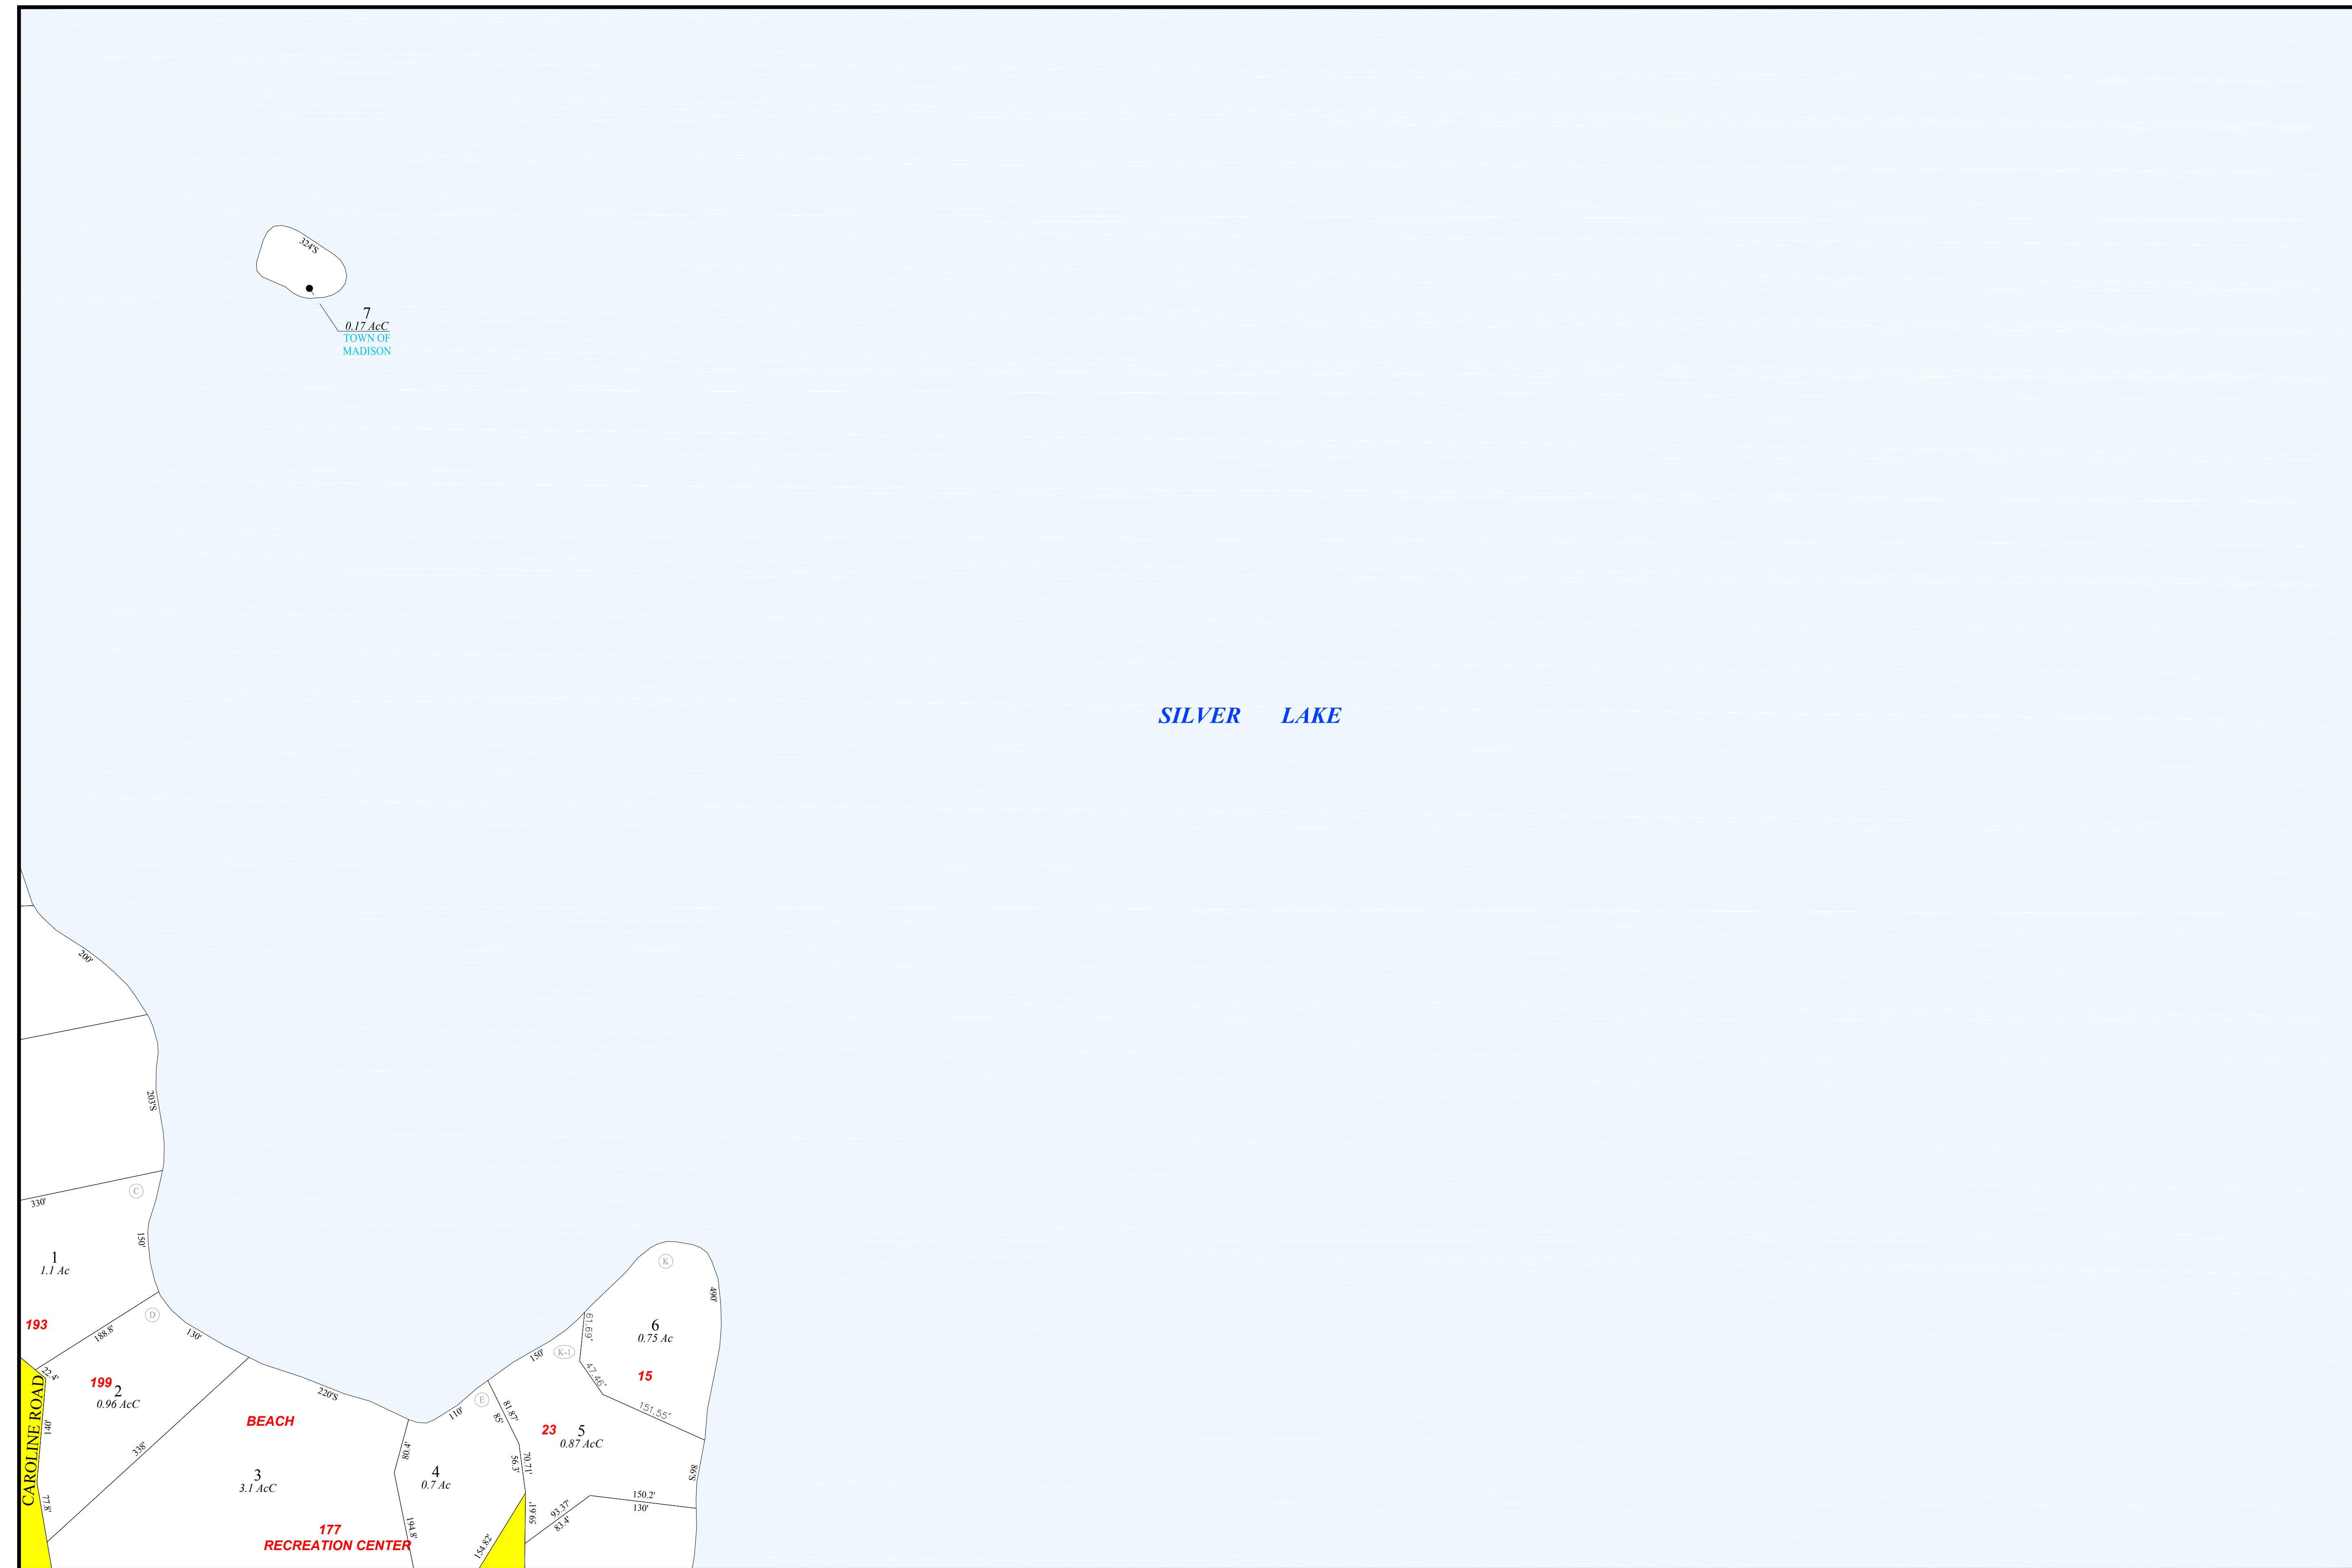 324'S
7
0.17 AcC
TOWN OF
MADISON
SILVER LAKE
200'
203'S
C
330'
150'
1
1.1 Ac
193
D
188.8'
130'
22.4'
199
2
0.96 AcC
CAROLINE ROAD
140'
77.8'
338'
220'S
BEACH
3
3.1 AcC
177
RECREATION CENTER
80.4'
194.8'
110'
E
4
0.7 Ac
85'
81.87'
56.3'
70.71'
154.82'
59.61'
150'
K-1
23
5
0.87 AcC
61.69'
47.46'
151.55'
K
490'
6
0.75 Ac
15
86'S
150.2'
130'
93.37'
83.4'